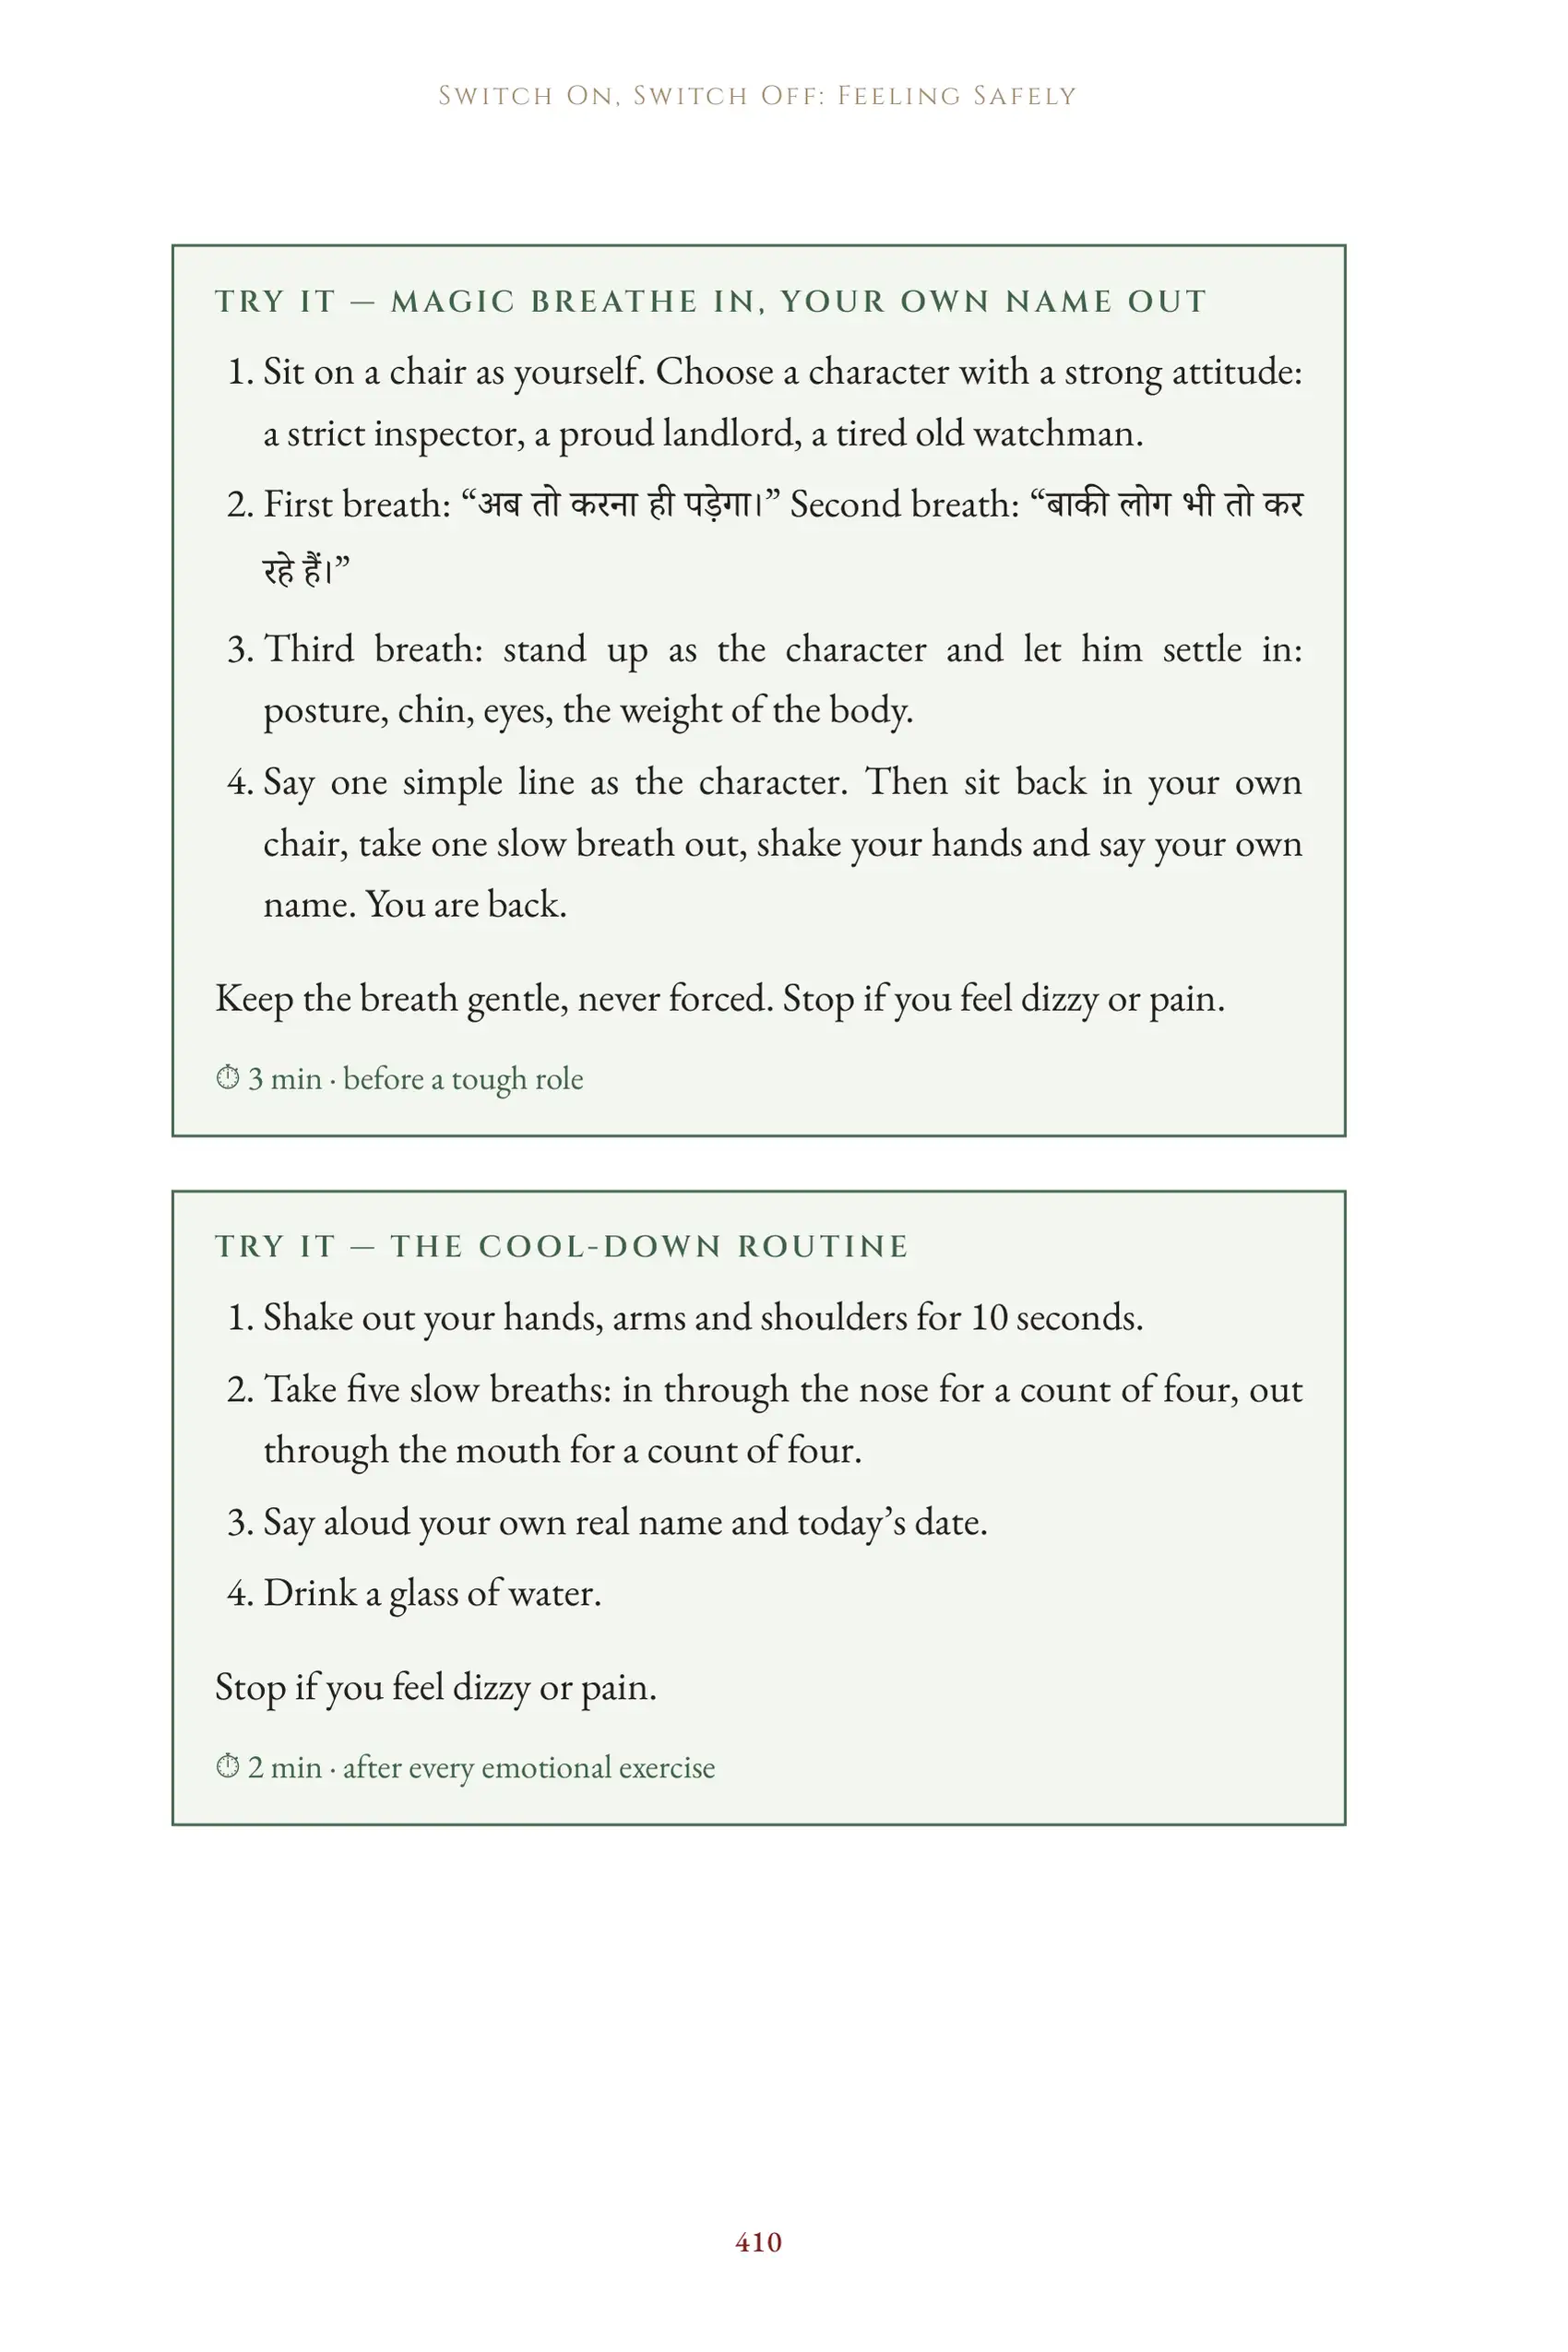 Switch On, Switch Off: Feeling Safely
TRY IT — MAGIC BREATHE IN, YOUR OWN NAME OUT
1. Sit on a chair as yourself. Choose a character with a strong attitude:
a strict inspector, a proud landlord, a tired old watchman.
2. First breath: “अब तो करना ही पड़ेगा।” Second breath: “बाकी लोग भी तो कर
रहे हैं।”
3. Third breath: stand up as the character and let him settle in:
posture, chin, eyes, the weight of the body.
4. Say one simple line as the character. Then sit back in your own
chair, take one slow breath out, shake your hands and say your own
name. You are back.
Keep the breath gentle, never forced. Stop if you feel dizzy or pain.
⏱ 3 min · before a tough role
TRY IT — THE COOL-DOWN ROUTINE
1. Shake out your hands, arms and shoulders for 10 seconds.
2. Take five slow breaths: in through the nose for a count of four, out
through the mouth for a count of four.
3. Say aloud your own real name and today’s date.
4. Drink a glass of water.
Stop if you feel dizzy or pain.
⏱ 2 min · after every emotional exercise
410